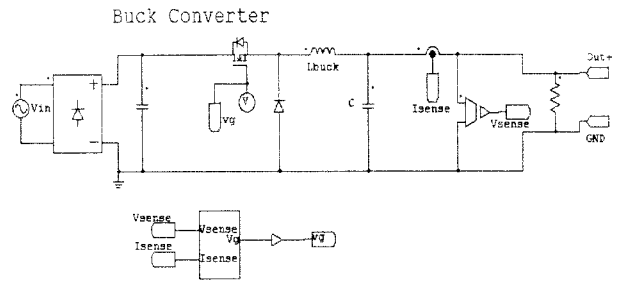 Buck Converter
Out+
Lbuck
Vin
C
V
vg
Isense
Vsense
GND
Vsense
Vsense
Vg
vg
Isense
Isense